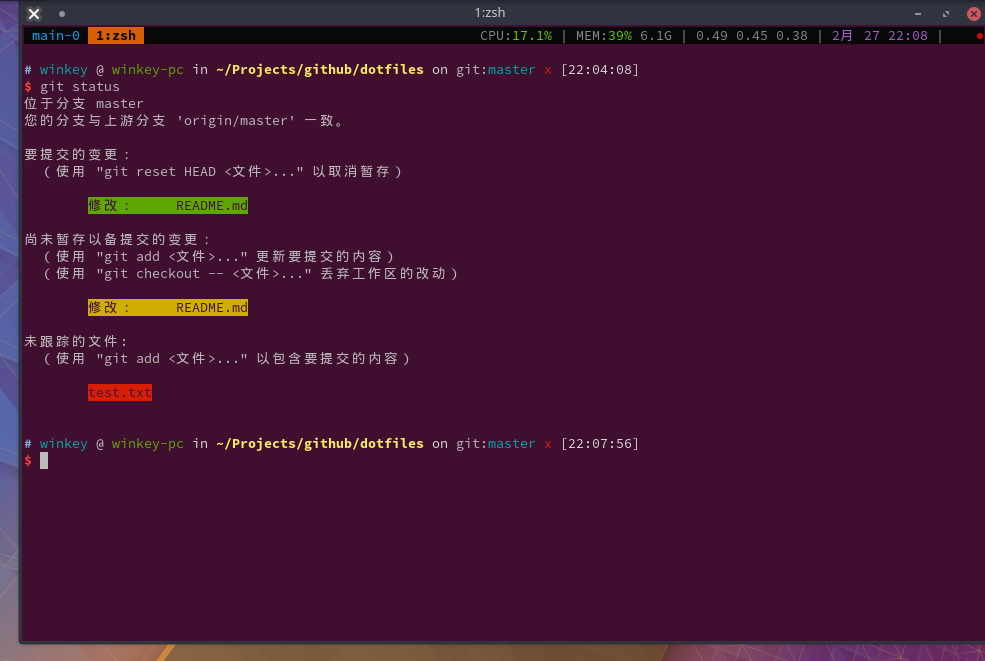 1:zsh
main-0 1:zsh CPU:17.1% | MEM:39% 6.1G | 0.49 0.45 0.38 | 2月 27 22:08 |
# winkey @ winkey-pc in ~/Projects/github/dotfiles on git:master x [22:04:08]
$ git status
位于分支 master
您的分支与上游分支 'origin/master' 一致。
要提交的变更：
（使用 "git reset HEAD <文件>..." 以取消暂存）
修改： README.md
尚未暂存以备提交的变更：
（使用 "git add <文件>..." 更新要提交的内容）
（使用 "git checkout -- <文件>..." 丢弃工作区的改动）
修改： README.md
未跟踪的文件:
（使用 "git add <文件>..." 以包含要提交的内容）
test.txt
# winkey @ winkey-pc in ~/Projects/github/dotfiles on git:master x [22:07:56]
$